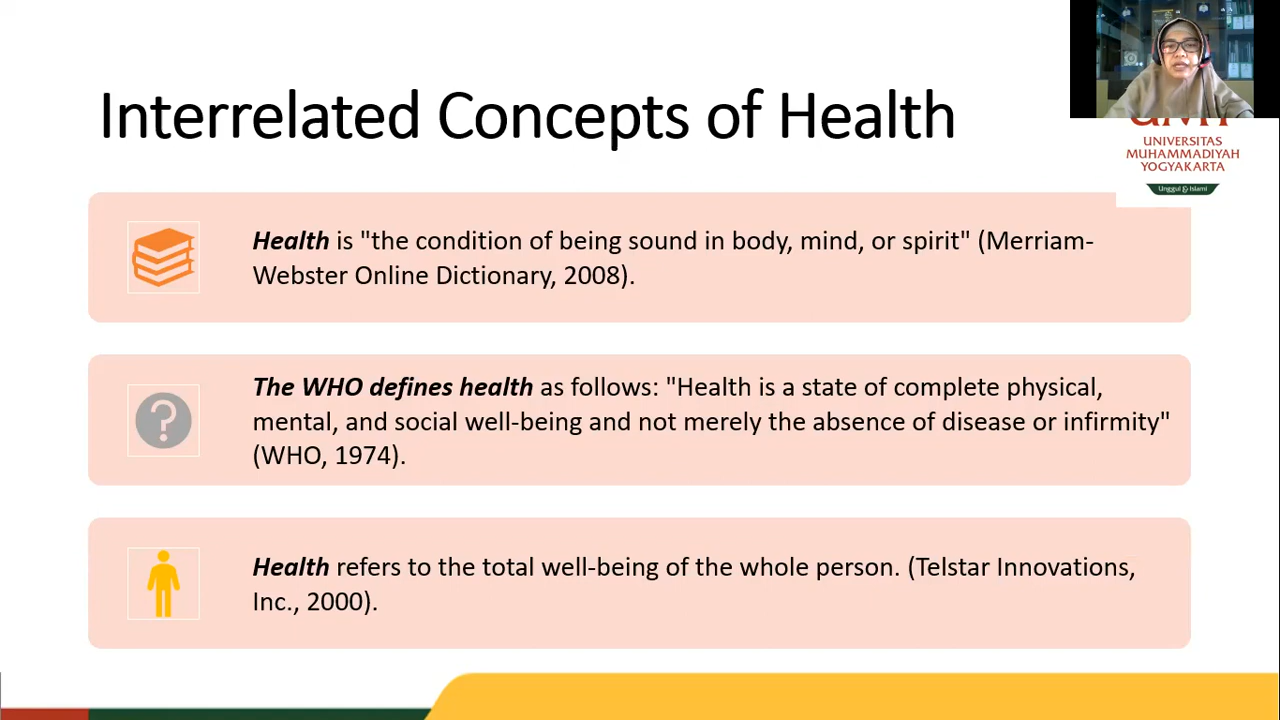 Interrelated Concepts of Health
UNIVERSITAS
MUHAMMADIYAH
YOGYAKARTA
Unggul & Islami
Health is "the condition of being sound in body, mind, or spirit" (Merriam-
Webster Online Dictionary, 2008).
The WHO defines health as follows: "Health is a state of complete physical,
mental, and social well-being and not merely the absence of disease or infirmity"
(WHO, 1974).
Health refers to the total well-being of the whole person. (Telstar Innovations,
Inc., 2000).